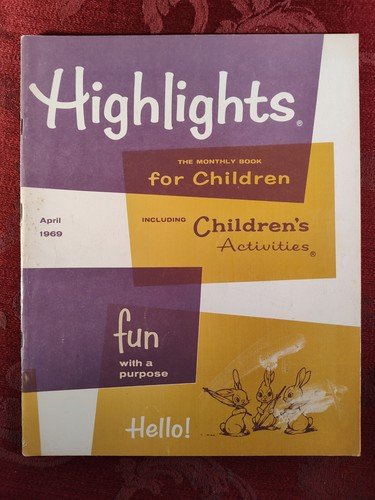 Highlights®
THE MONTHLY BOOK
for Children
April
1969
INCLUDING
Children's
Activities®
fun
with a
purpose
Hello!